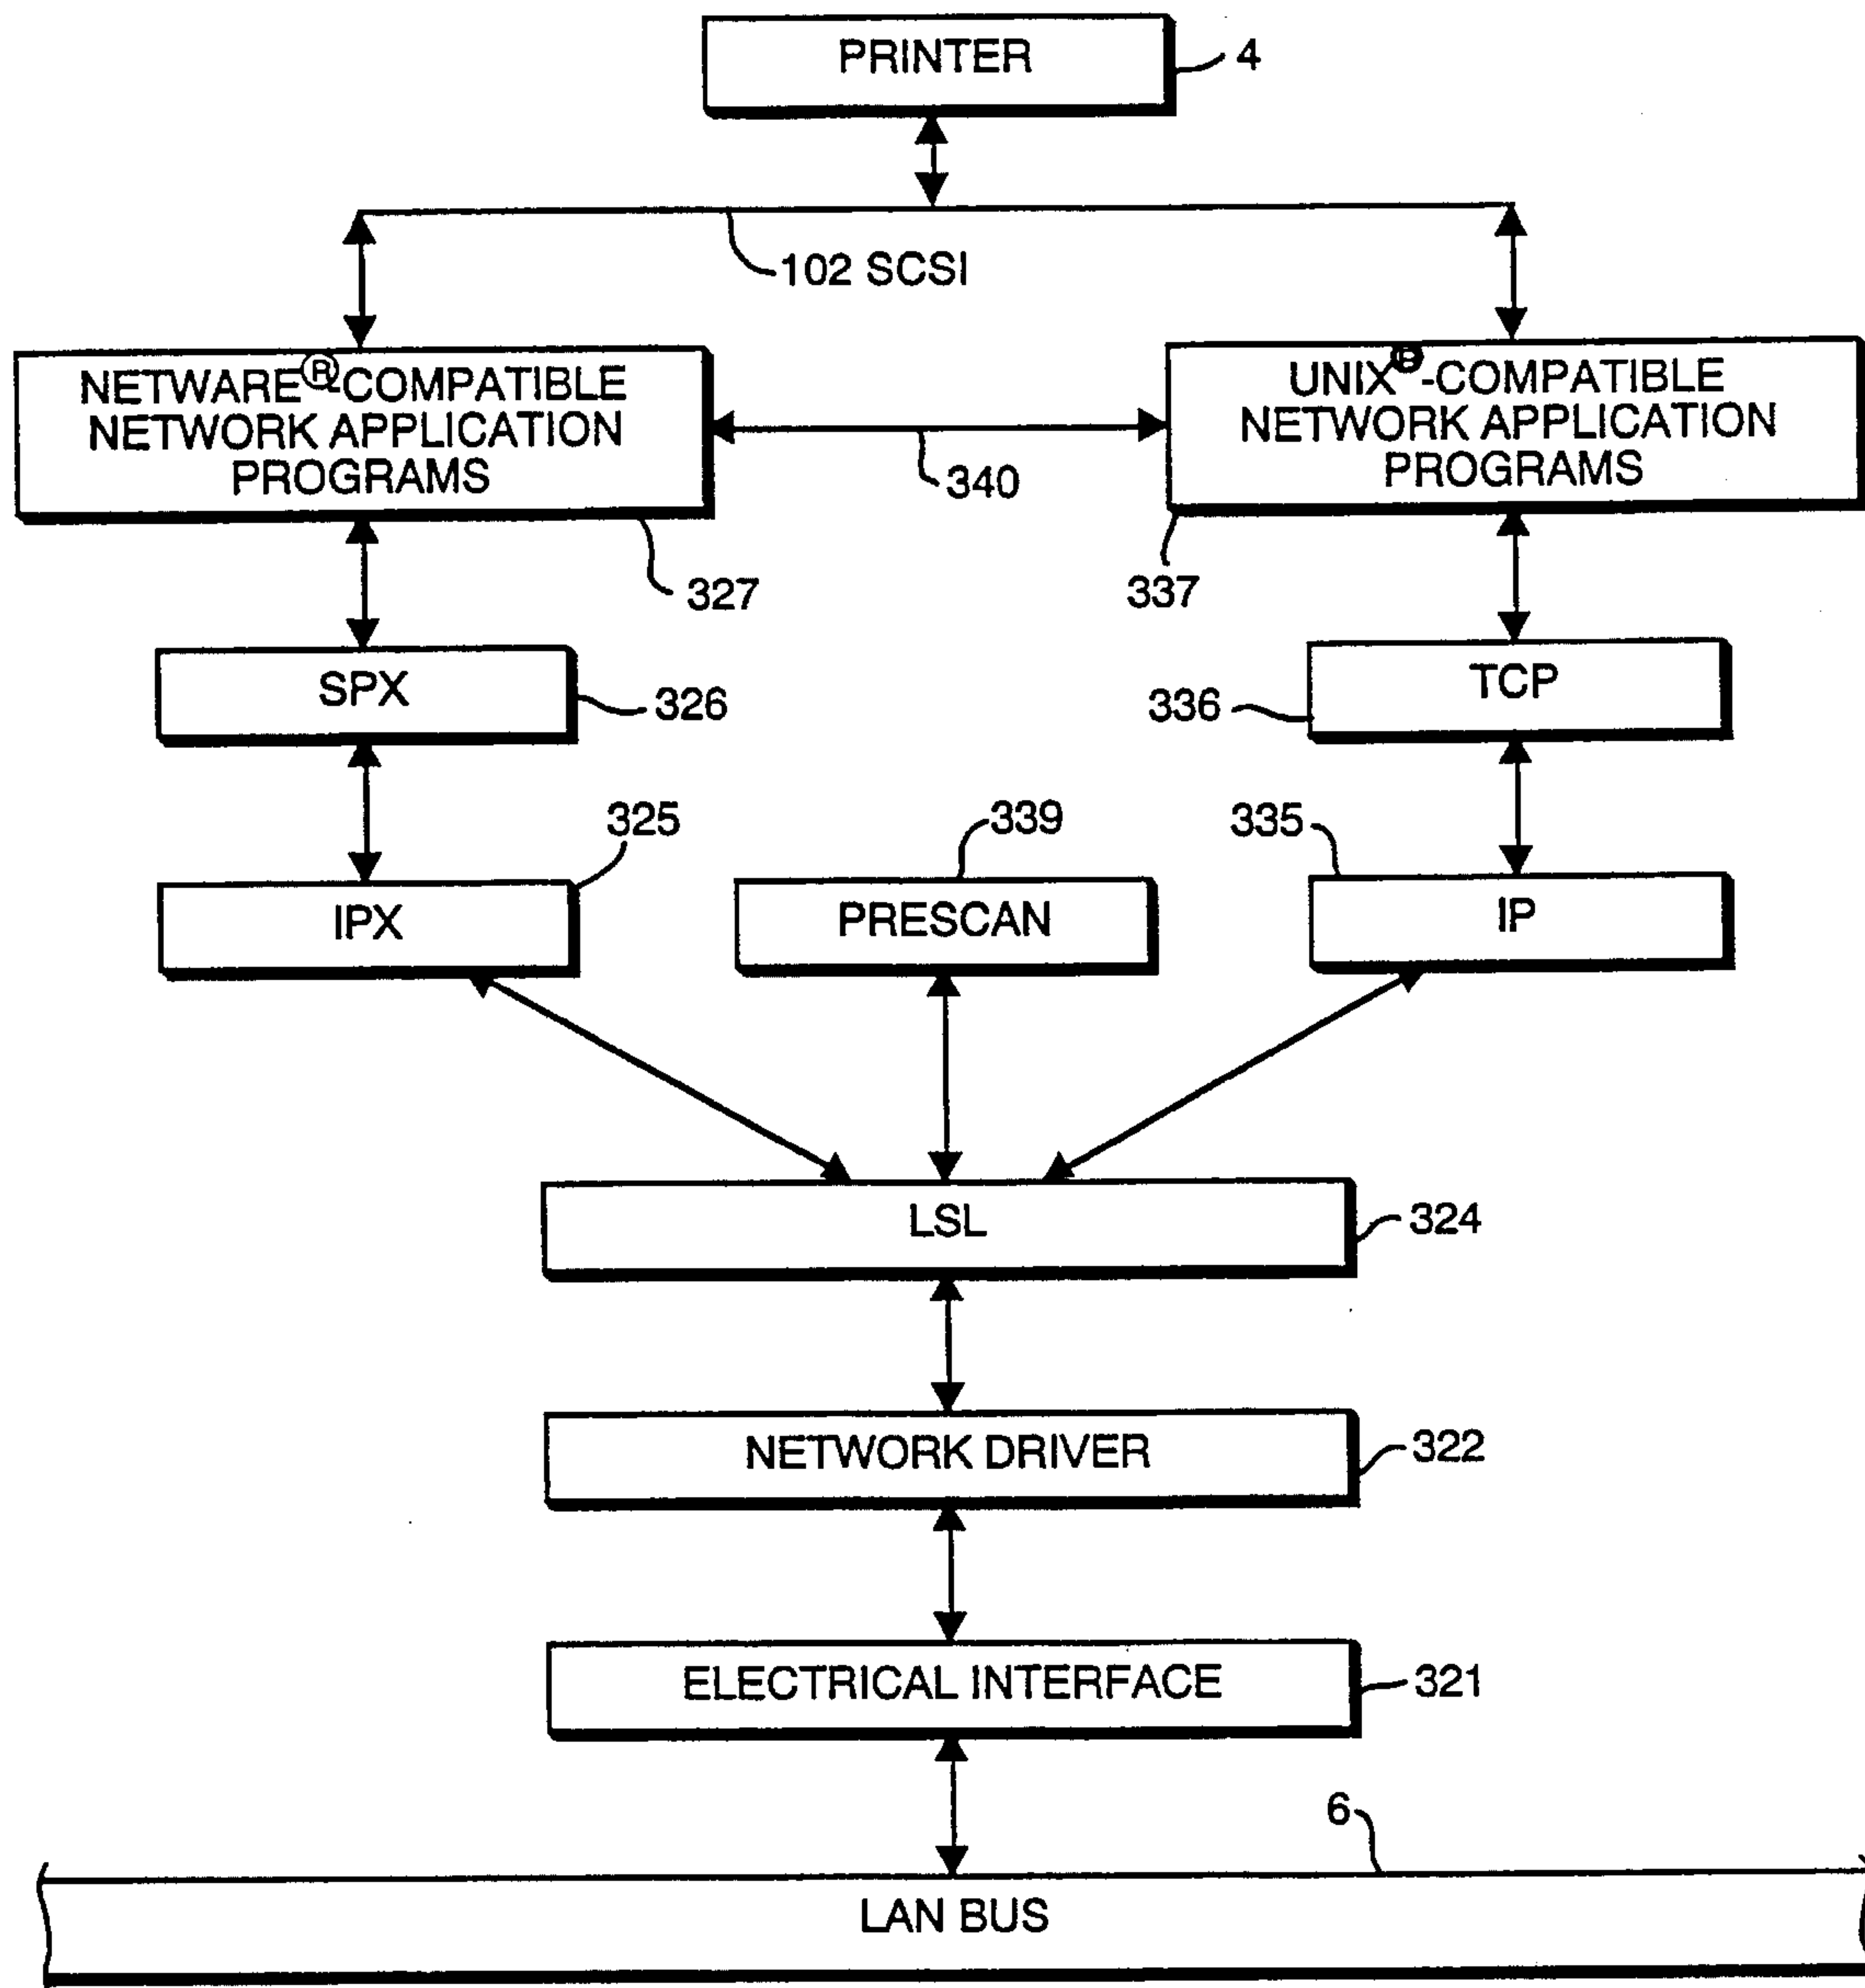 PRINTER
4
102 SCSI
NETWARE®-COMPATIBLE
NETWORK APPLICATION
PROGRAMS
UNIX®-COMPATIBLE
NETWORK APPLICATION
PROGRAMS
340
327
337
SPX
326
TCP
336
325
339
335
IPX
PRESCAN
IP
LSL
324
NETWORK DRIVER
322
ELECTRICAL INTERFACE
321
6
LAN BUS